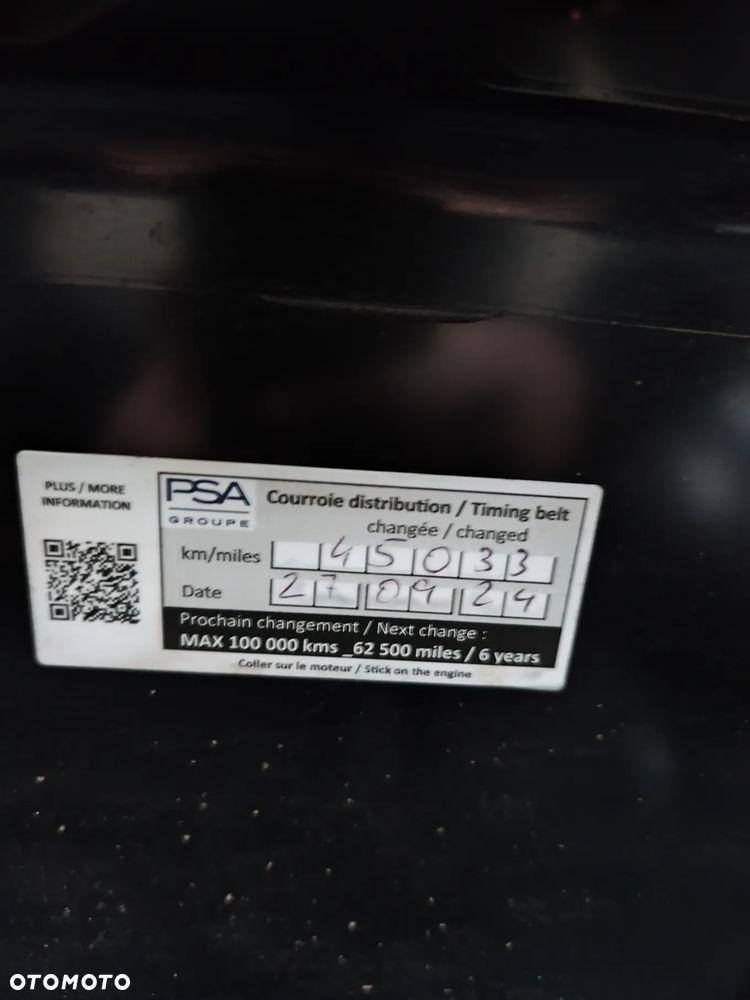 PLUS / MORE
INFORMATION
PSA
GROUPE
Courroie distribution / Timing belt
changée / changed
km/miles 45033
Date 27 09 24
Prochain changement / Next change :
MAX 100 000 kms _62 500 miles / 6 years
Coller sur le moteur / Stick on the engine
OTOMOTO